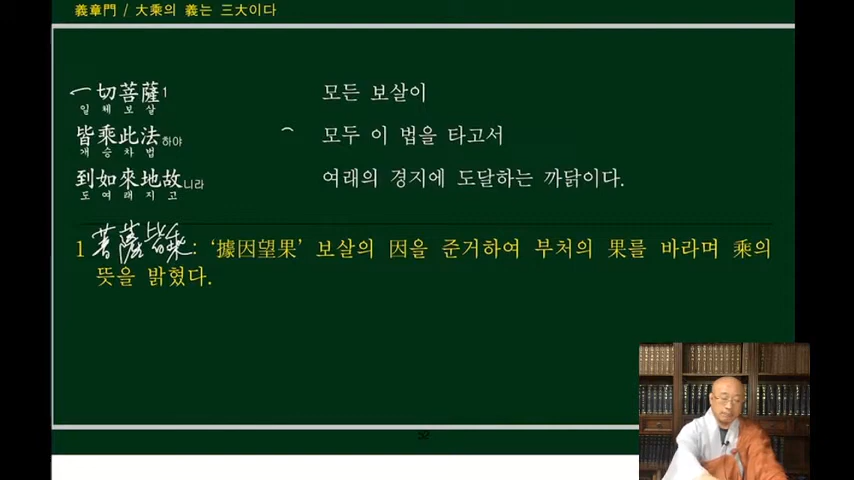 義章門 / 大乘의 義는 三大이다
一切菩薩1 모든 보살이
일체보살
皆乘此法하야 모두 이 법을 타고서
개승차법
到如來地故니라 여래의 경지에 도달하는 까닭이다.
도여래지고
1 菩薩皆乘: ‘據因望果’ 보살의 因을 준거하여 부처의 果를 바라며 乘의
뜻을 밝혔다.
52